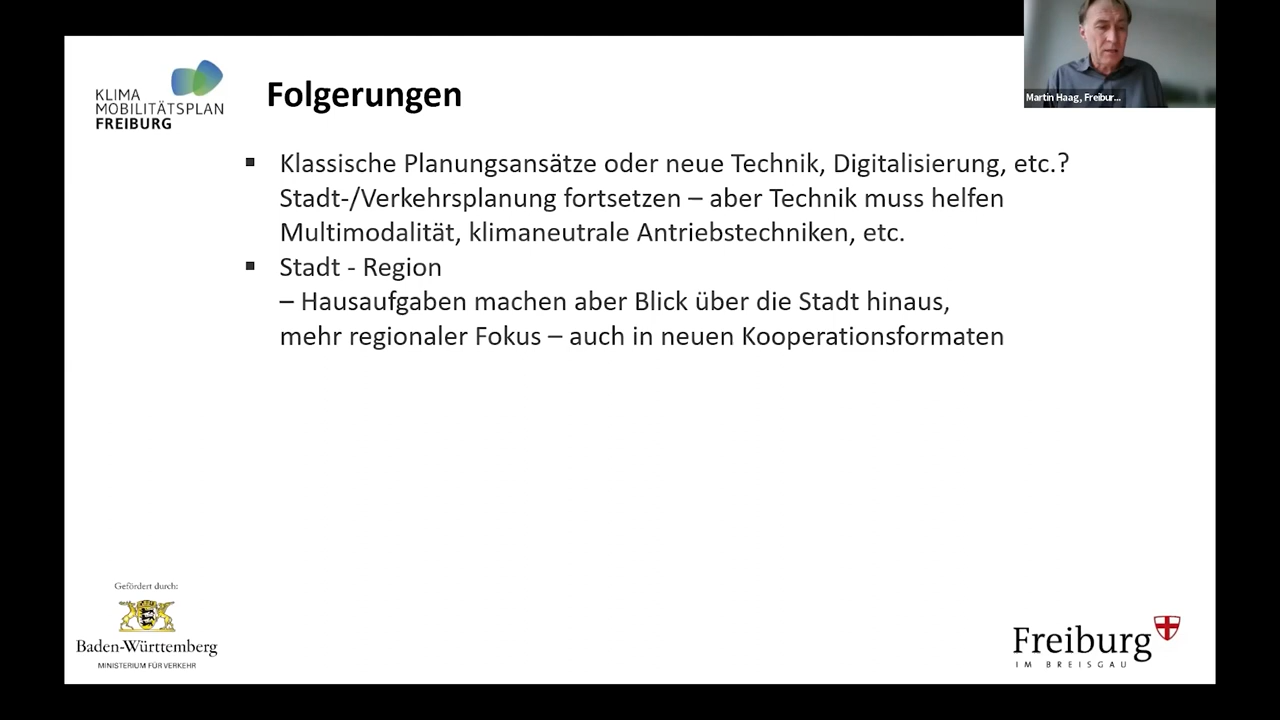 KLIMA
MOBILITÄTSPLAN
FREIBURG
Folgerungen
Martin Haag, Freibur...
▪ Klassische Planungsansätze oder neue Technik, Digitalisierung, etc.?
Stadt-/Verkehrsplanung fortsetzen – aber Technik muss helfen
Multimodalität, klimaneutrale Antriebstechniken, etc.
▪ Stadt - Region
– Hausaufgaben machen aber Blick über die Stadt hinaus,
mehr regionaler Fokus – auch in neuen Kooperationsformaten
Gefördert durch:
Baden-Württemberg
MINISTERIUM FÜR VERKEHR
Freiburg
IM BREISGAU